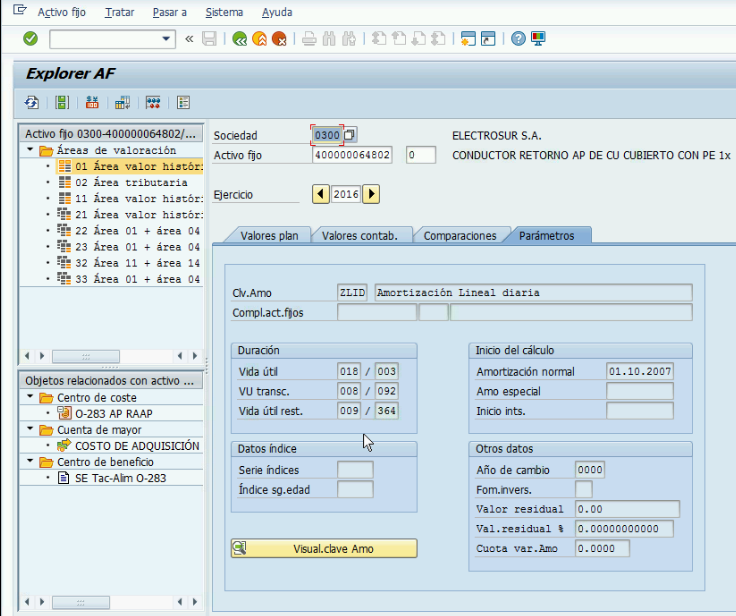 Activo fijo Tratar Pasar a Sistema Ayuda
Explorer AF
Activo fijo 0300-400000064802/...
Áreas de valoración
01 Área valor histór:
02 Área tributaria
11 Área valor histór:
21 Área valor histór:
22 Área 01 + área 04
23 Área 01 + área 04
32 Área 11 + área 14
33 Área 01 + área 04
Objetos relacionados con activo ...
Centro de coste
O-283 AP RAAP
Cuenta de mayor
COSTO DE ADQUISICIÓN
Centro de beneficio
SE Tac-Alim O-283
Sociedad 0300 ELECTROSUR S.A.
Activo fijo 400000064802 0 CONDUCTOR RETORNO AP DE CU CUBIERTO CON PE 1x
Ejercicio 2016
Valores plan Valores contab. Comparaciones Parámetros
Clv.Amo ZLID Amortización Lineal diaria
Compl.act.fijos
Duración
Vida útil 018 / 003
VU transc. 008 / 092
Vida útil rest. 009 / 364
Inicio del cálculo
Amortización normal 01.10.2007
Amo especial
Inicio ints.
Datos índice
Serie índices
Índice sg.edad
Otros datos
Año de cambio 0000
Fom.invers.
Valor residual 0.00
Val.residual % 0.00000000000
Cuota var.Amo 0.0000
Visual.clave Amo